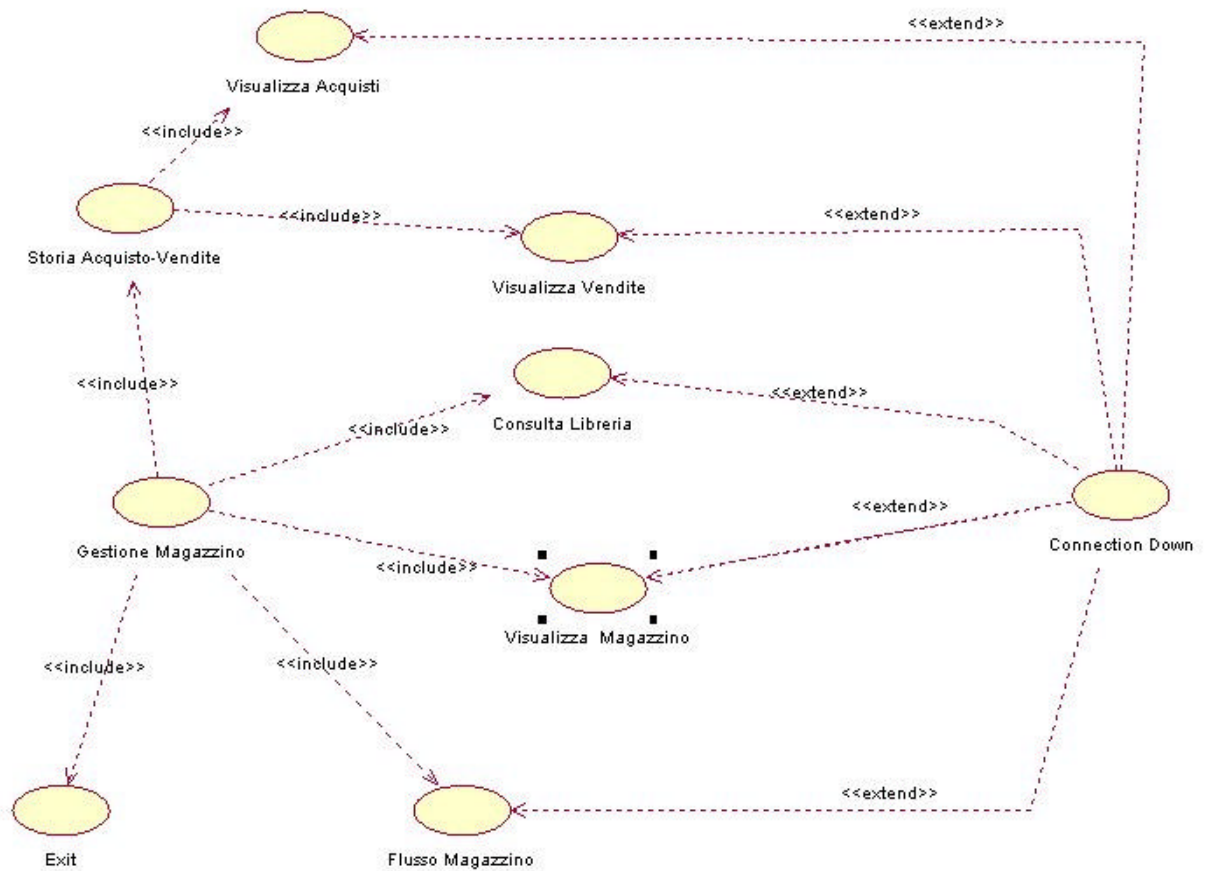 <<extend>>
Visualizza Acquisti
<<include>>
<<include>>
<<extend>>
Storia Acquisto-Vendite
Visualizza Vendite
<<include>>
<<extend>>
<<include>>
Consulta Libreria
<<extend>>
Gestione Magazzino
Connection Down
<<include>>
Visualizza Magazzino
<<include>>
<<include>>
<<extend>>
Exit
Flusso Magazzino